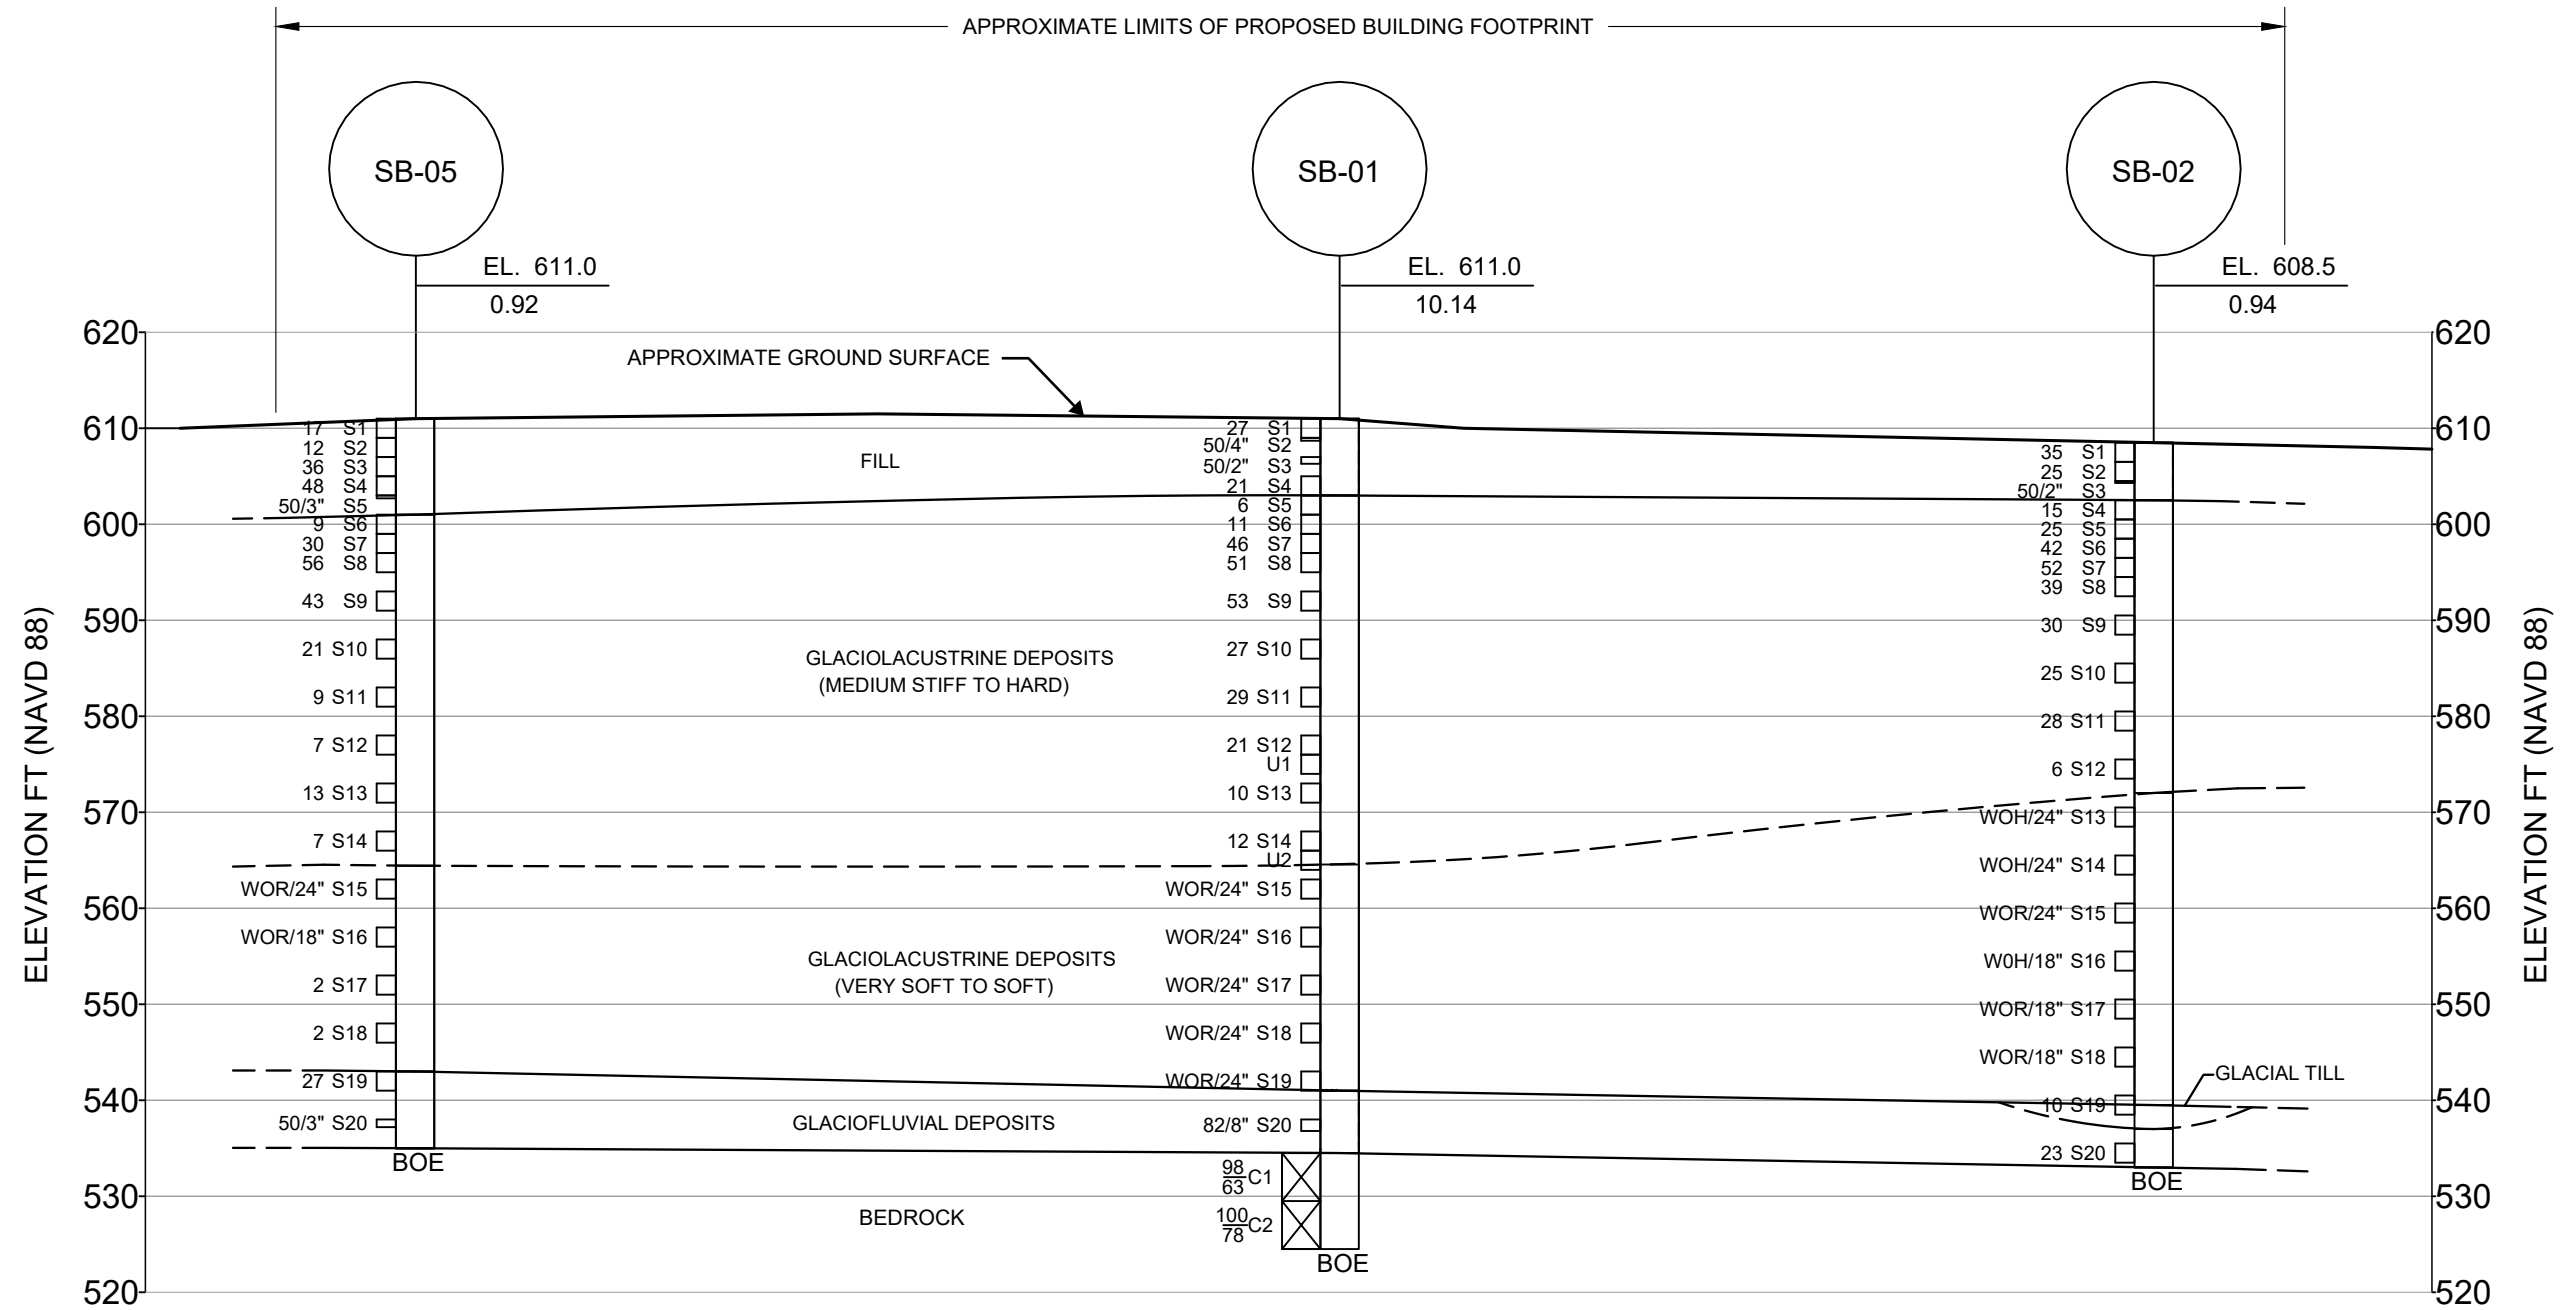 APPROXIMATE LIMITS OF PROPOSED BUILDING FOOTPRINT
SB-05
SB-01
SB-02
EL. 611.0
0.92
EL. 611.0
10.14
EL. 608.5
0.94
ELEVATION FT (NAVD 88)
620
610
600
590
580
570
560
550
540
530
520
APPROXIMATE GROUND SURFACE
FILL
GLACIOLACUSTRINE DEPOSITS
(MEDIUM STIFF TO HARD)
GLACIOLACUSTRINE DEPOSITS
(VERY SOFT TO SOFT)
GLACIOFLUVIAL DEPOSITS
BEDROCK
17 S1
12 S2
36 S3
48 S4
50/3" S5
9 S6
30 S7
56 S8
43 S9
21 S10
9 S11
7 S12
13 S13
7 S14
WOR/24" S15
WOR/18" S16
2 S17
2 S18
27 S19
50/3" S20
BOE
27 S1
50/4" S2
50/2" S3
21 S4
6 S5
11 S6
46 S7
51 S8
53 S9
27 S10
29 S11
21 S12
U1
10 S13
12 S14
U2
WOR/24" S15
WOR/24" S16
WOR/24" S17
WOR/24" S18
WOR/24" S19
82/8" S20
98
63 C1
100
78 C2
BOE
35 S1
25 S2
50/2" S3
15 S4
25 S5
42 S6
52 S7
39 S8
30 S9
25 S10
28 S11
6 S12
WOH/24" S13
WOH/24" S14
WOR/24" S15
W0H/18" S16
WOR/18" S17
WOR/18" S18
10 S19
23 S20
BOE
GLACIAL TILL
620
610
600
590
580
570
560
550
540
530
520
ELEVATION FT (NAVD 88)